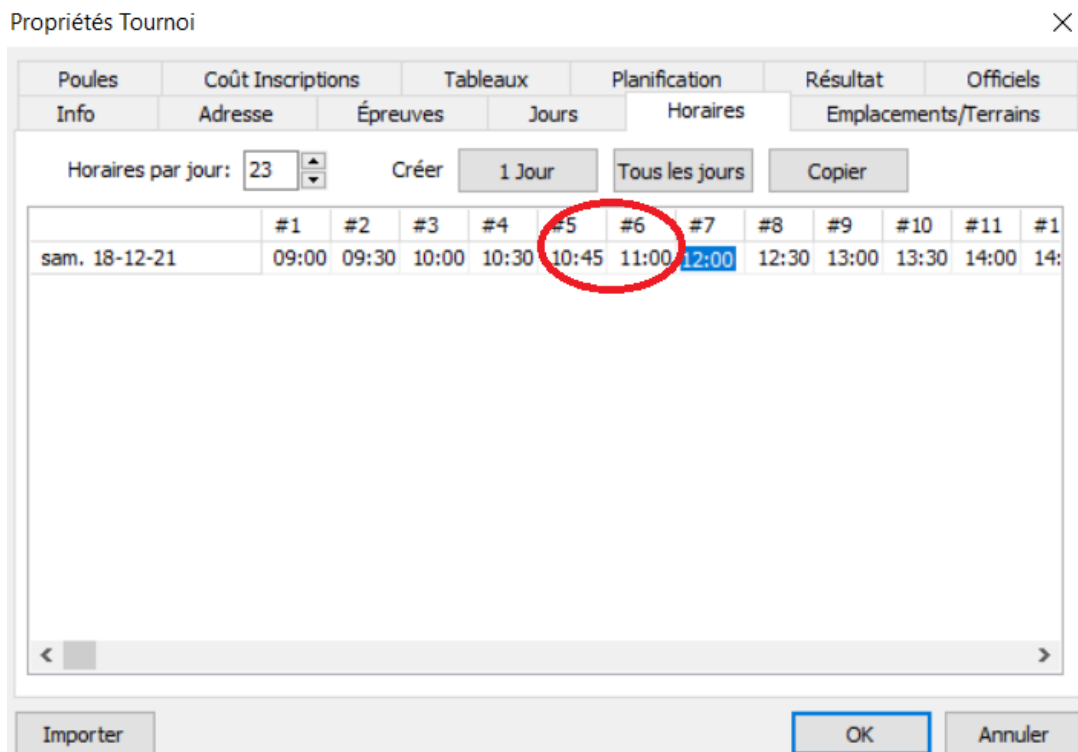 Propriétés Tournoi
Poules Coût Inscriptions Tableaux Planification Résultat Officiels
Info Adresse Épreuves Jours Horaires Emplacements/Terrains
Horaires par jour: 23 Créer 1 Jour Tous les jours Copier
#1 #2 #3 #4 #5 #6 #7 #8 #9 #10 #11 #1
sam. 18-12-21 09:00 09:30 10:00 10:30 10:45 11:00 12:00 12:30 13:00 13:30 14:00 14:
Importer OK Annuler